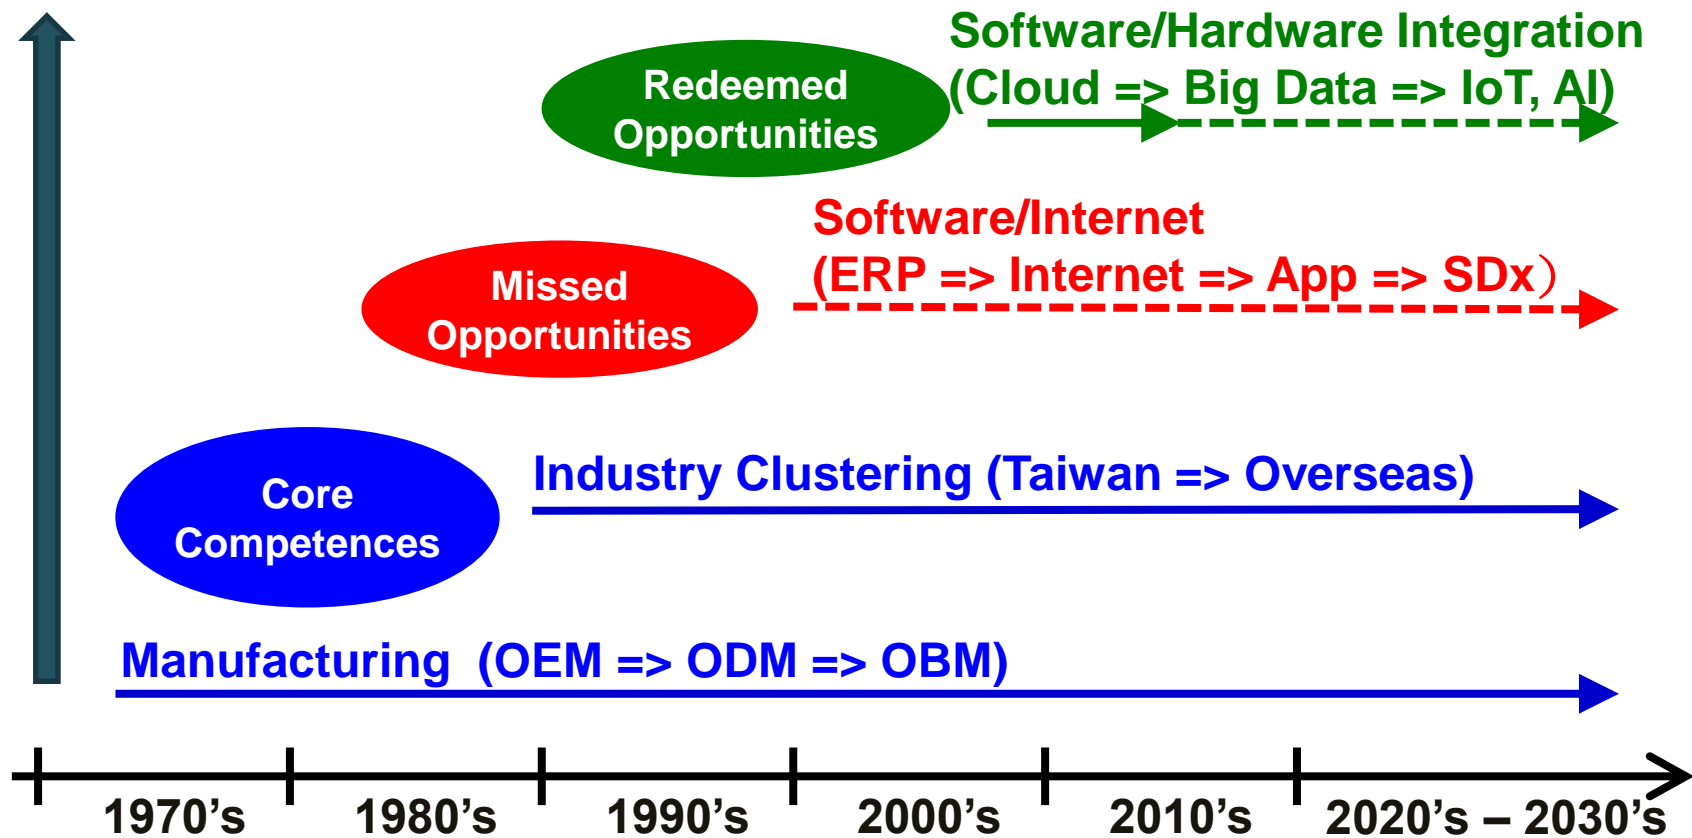 Software/Hardware Integration
(Cloud => Big Data => IoT, AI)
Redeemed
Opportunities
Software/Internet
(ERP => Internet => App => SDx）
Missed
Opportunities
Industry Clustering (Taiwan => Overseas)
Core
Competences
Manufacturing (OEM => ODM => OBM)
1970’s 1980’s 1990’s 2000’s 2010’s 2020’s – 2030’s